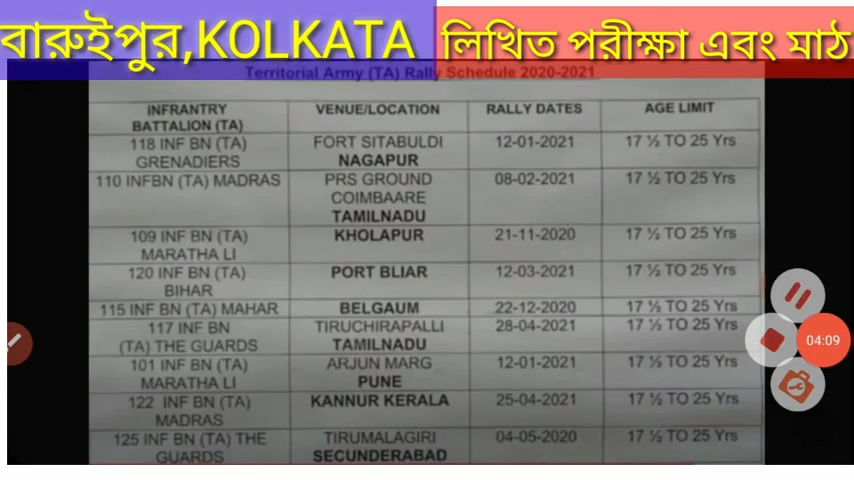 বারুইপুর,KOLKATA লিখিত পরীক্ষা এবং মাঠ
Territorial Army (TA) Rally Schedule 2020-2021
INFRANTRY BATTALION (TA) VENUE/LOCATION RALLY DATES AGE LIMIT
118 INF BN (TA) GRENADIERS FORT SITABULDI NAGAPUR 12-01-2021 17 ½ TO 25 Yrs
110 INFBN (TA) MADRAS PRS GROUND COIMBAARE TAMILNADU 08-02-2021 17 ½ TO 25 Yrs
109 INF BN (TA) MARATHA LI KHOLAPUR 21-11-2020 17 ½ TO 25 Yrs
120 INF BN (TA) BIHAR PORT BLIAR 12-03-2021 17 ½ TO 25 Yrs
115 INF BN (TA) MAHAR BELGAUM 22-12-2020 17 ½ TO 25 Yrs
117 INF BN (TA) THE GUARDS TIRUCHIRAPALLI TAMILNADU 28-04-2021 17 ½ TO 25 Yrs
101 INF BN (TA) MARATHA LI ARJUN MARG PUNE 12-01-2021 17 ½ TO 25 Yrs
122 INF BN (TA) MADRAS KANNUR KERALA 25-04-2021 17 ½ TO 25 Yrs
125 INF BN (TA) THE GUARDS TIRUMALAGIRI SECUNDERABAD 04-05-2020 17 ½ TO 25 Yrs
04:09